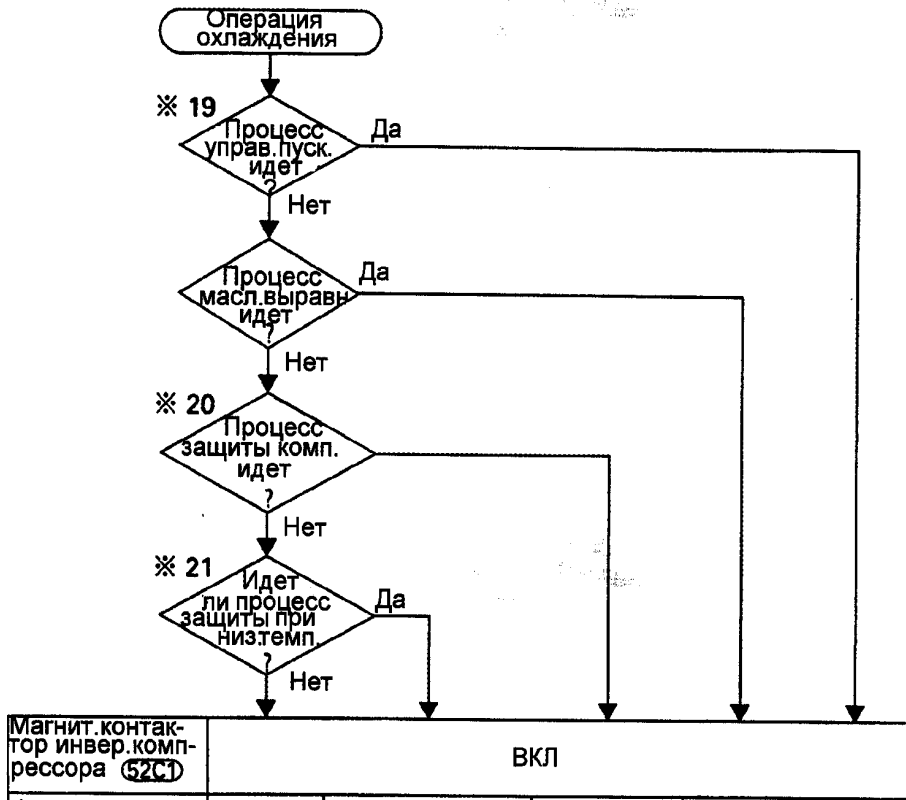 Операция
охлаждения
※ 19
Процесс
управ.пуск.
идет
?
Да
Нет
Процесс
масл.выравн
идет
?
Да
Нет
※ 20
Процесс
защиты комп.
идет
?
Нет
※ 21
Идет
ли процесс
защиты при
низ.темп.
?
Да
Нет
Магнит.контак-
тор инвер.комп-
рессора 52C1
ВКЛ